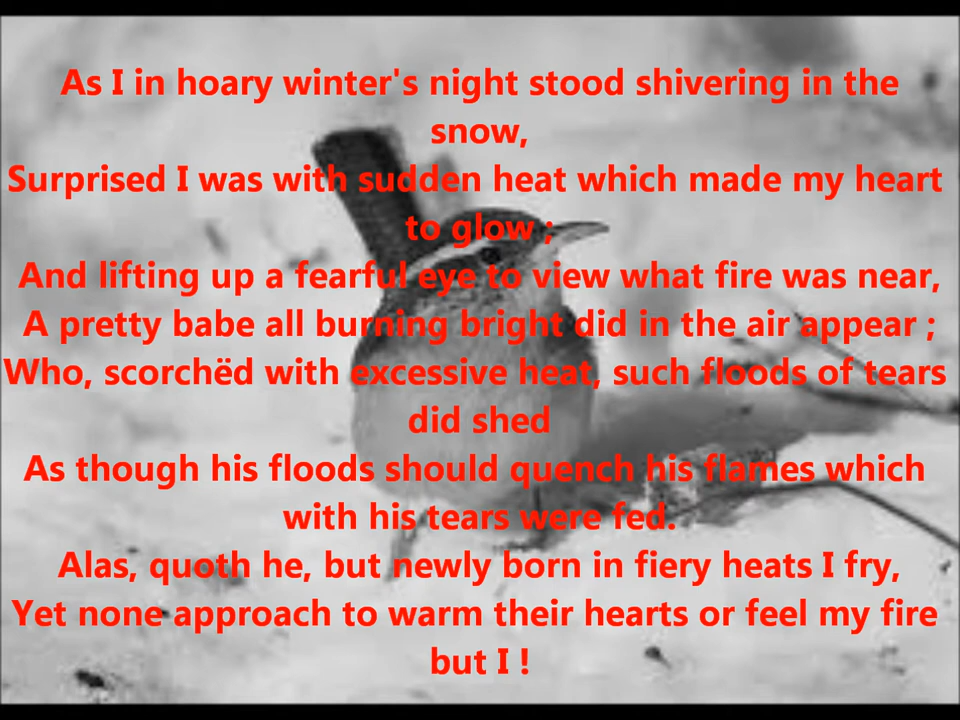 As I in hoary winter's night stood shivering in the
snow,
Surprised I was with sudden heat which made my heart
to glow ;
And lifting up a fearful eye to view what fire was near,
A pretty babe all burning bright did in the air appear ;
Who, scorchëd with excessive heat, such floods of tears
did shed
As though his floods should quench his flames which
with his tears were fed.
Alas, quoth he, but newly born in fiery heats I fry,
Yet none approach to warm their hearts or feel my fire
but I !